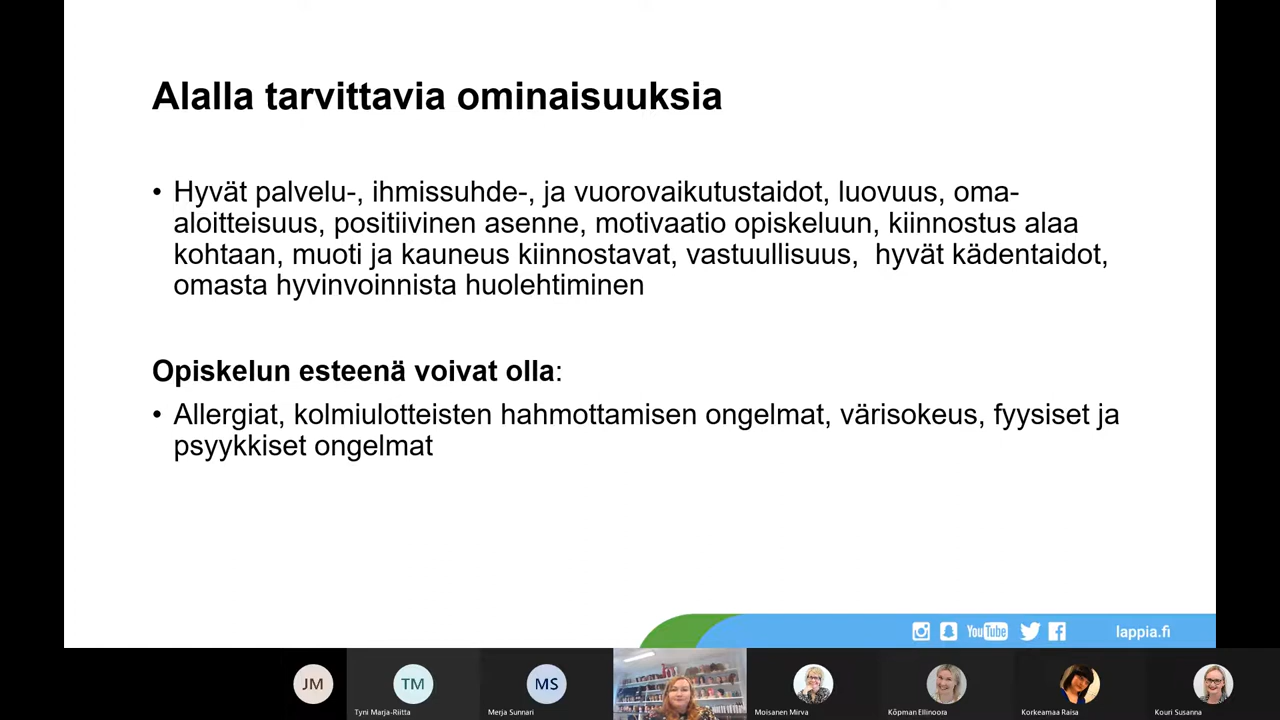 Alalla tarvittavia ominaisuuksia
• Hyvät palvelu-, ihmissuhde-, ja vuorovaikutustaidot, luovuus, oma-
aloitteisuus, positiivinen asenne, motivaatio opiskeluun, kiinnostus alaa
kohtaan, muoti ja kauneus kiinnostavat, vastuullisuus,  hyvät kädentaidot,
omasta hyvinvoinnista huolehtiminen
Opiskelun esteenä voivat olla:
• Allergiat, kolmiulotteisten hahmottamisen ongelmat, värisokeus, fyysiset ja
psyykkiset ongelmat
YouTube
lappia.fi
JM
TM
MS
Tyni Marja-Riitta
Merja Sunnari
Moisanen Mirva
Köpman Ellinoora
Korkeamaa Raisa
Kouri Susanna